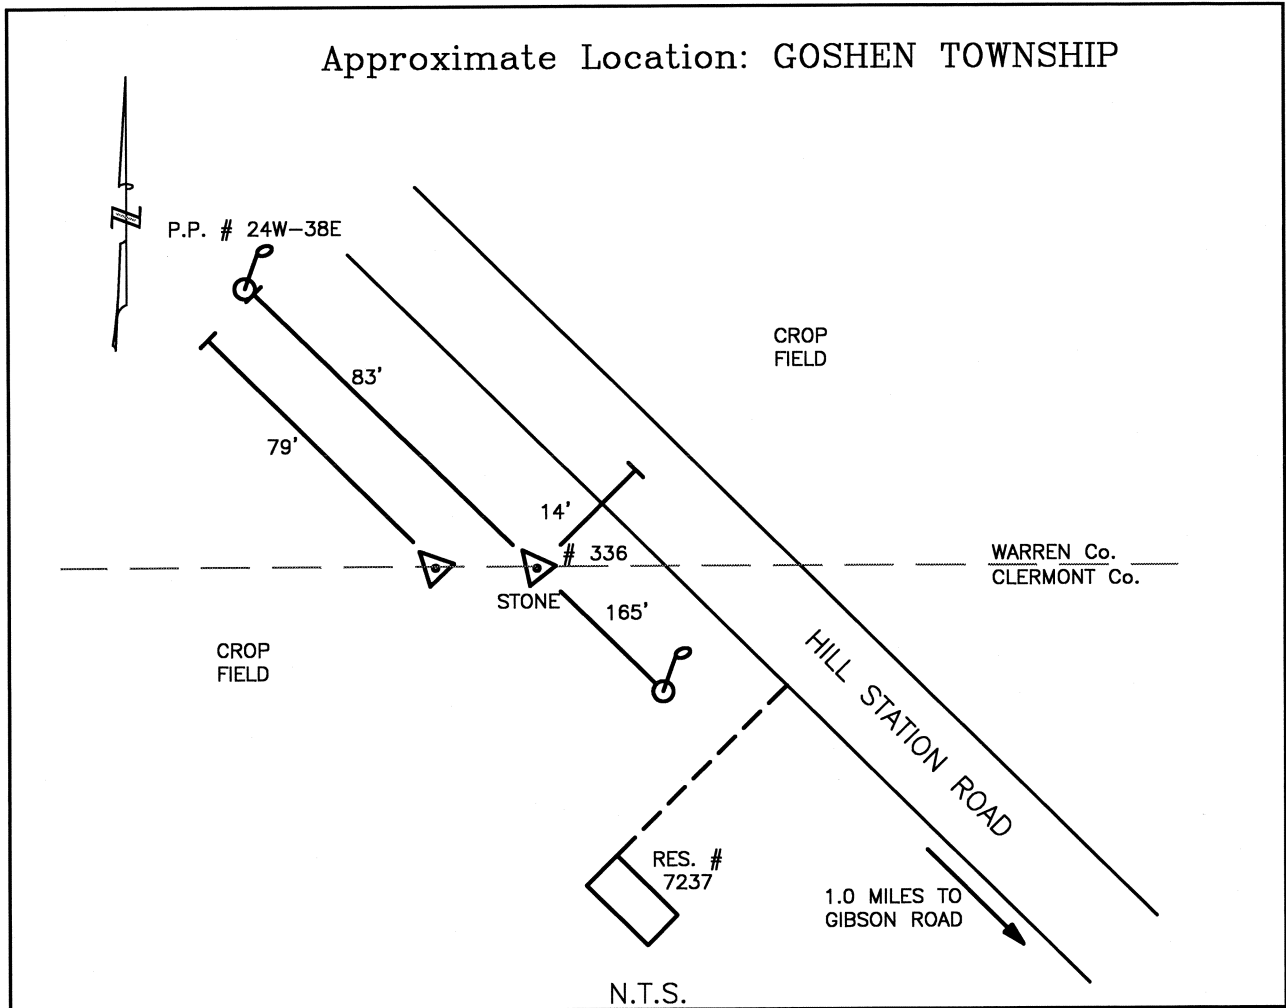 Approximate Location: GOSHEN TOWNSHIP
N
P.P. # 24W-38E
CROP
FIELD
83'
79'
14'
# 336
WARREN Co.
CLERMONT Co.
STONE
165'
CROP
FIELD
HILL STATION ROAD
RES. #
7237
1.0 MILES TO
GIBSON ROAD
N.T.S.